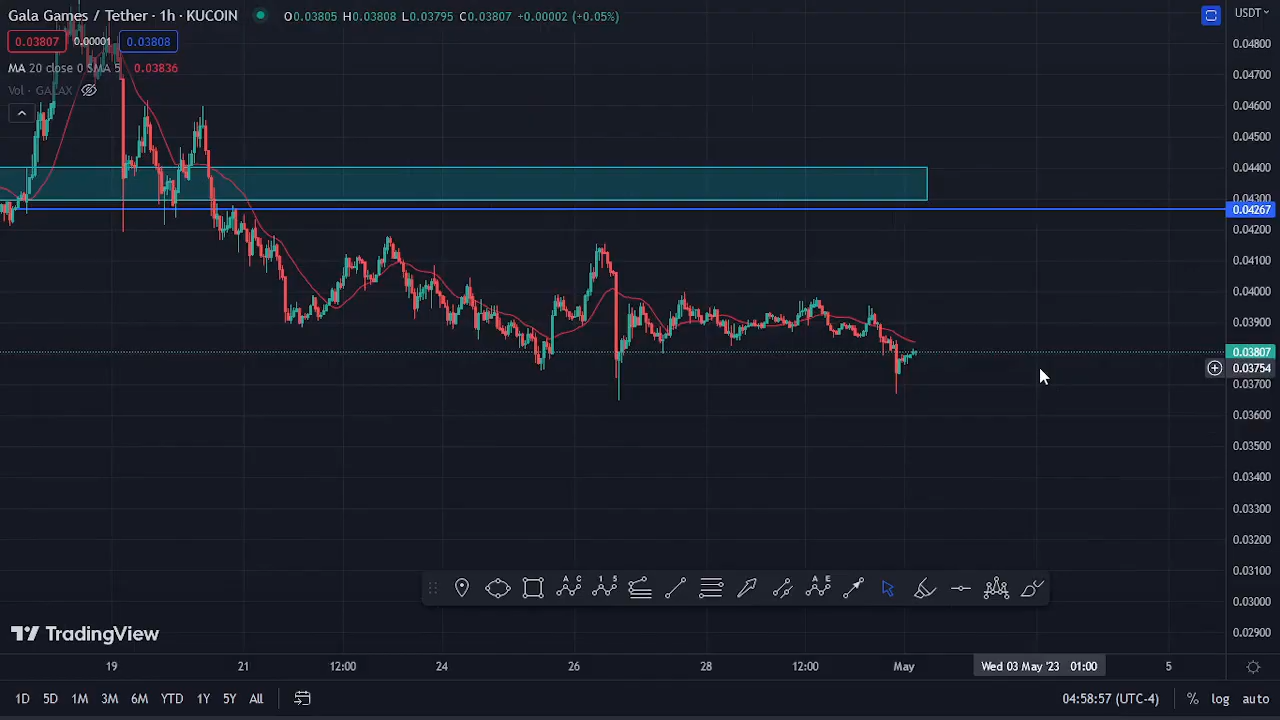 Gala Games / Tether · 1h · KUCOIN O0.03805 H0.03808 L0.03795 C0.03807 +0.00002 (+0.05%)
USDT
0.03807 0.00001 0.03808
MA 20 close 0 SMA 5 0.03836
Vol · GALAX
0.04800
0.04700
0.04600
0.04500
0.04400
0.04300
0.04267
0.04200
0.04100
0.04000
0.03900
0.03807
0.03754
0.03700
0.03600
0.03500
0.03400
0.03300
0.03200
0.03100
0.03000
0.02900
A C
1 5
A E
TradingView
19 21 12:00 24 26 28 12:00 May Wed 03 May '23 01:00 5
1D 5D 1M 3M 6M YTD 1Y 5Y All 04:58:57 (UTC-4) % log auto